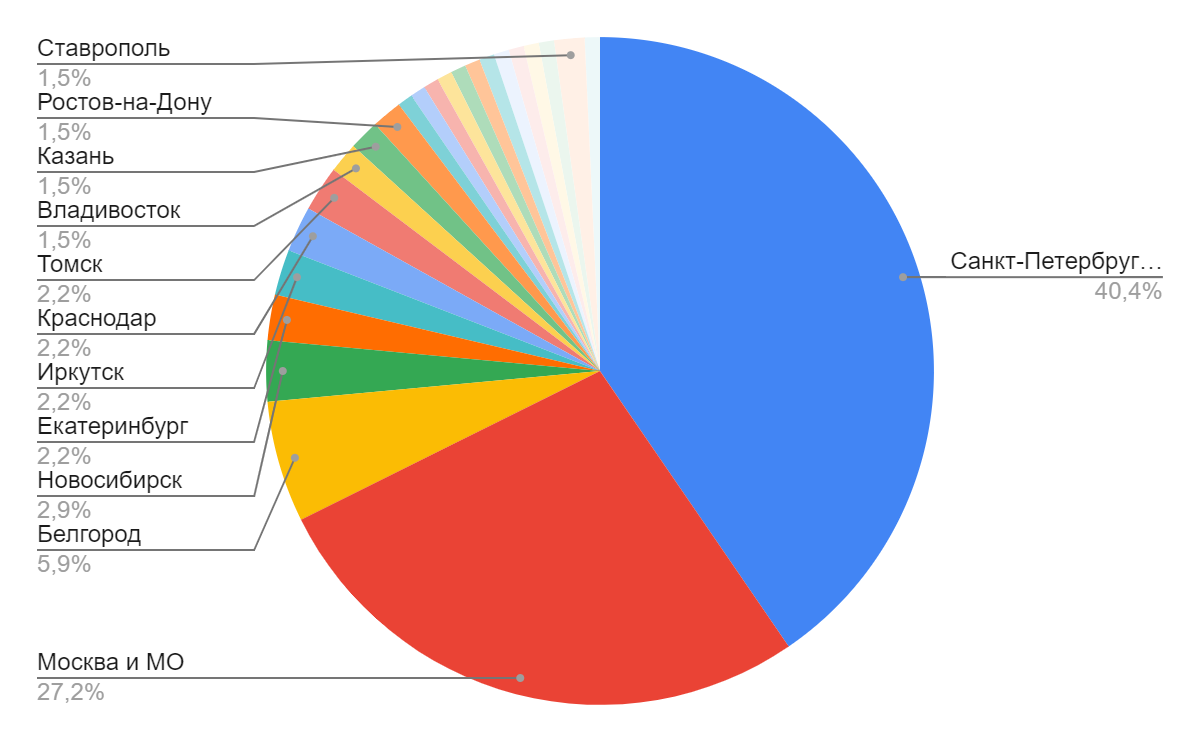 Ставрополь
1,5%
Ростов-на-Дону
1,5%
Казань
1,5%
Владивосток
1,5%
Томск
2,2%
Краснодар
2,2%
Иркутск
2,2%
Екатеринбург
2,2%
Новосибирск
2,9%
Белгород
5,9%
Москва и МО
27,2%
Санкт-Петербруг…
40,4%